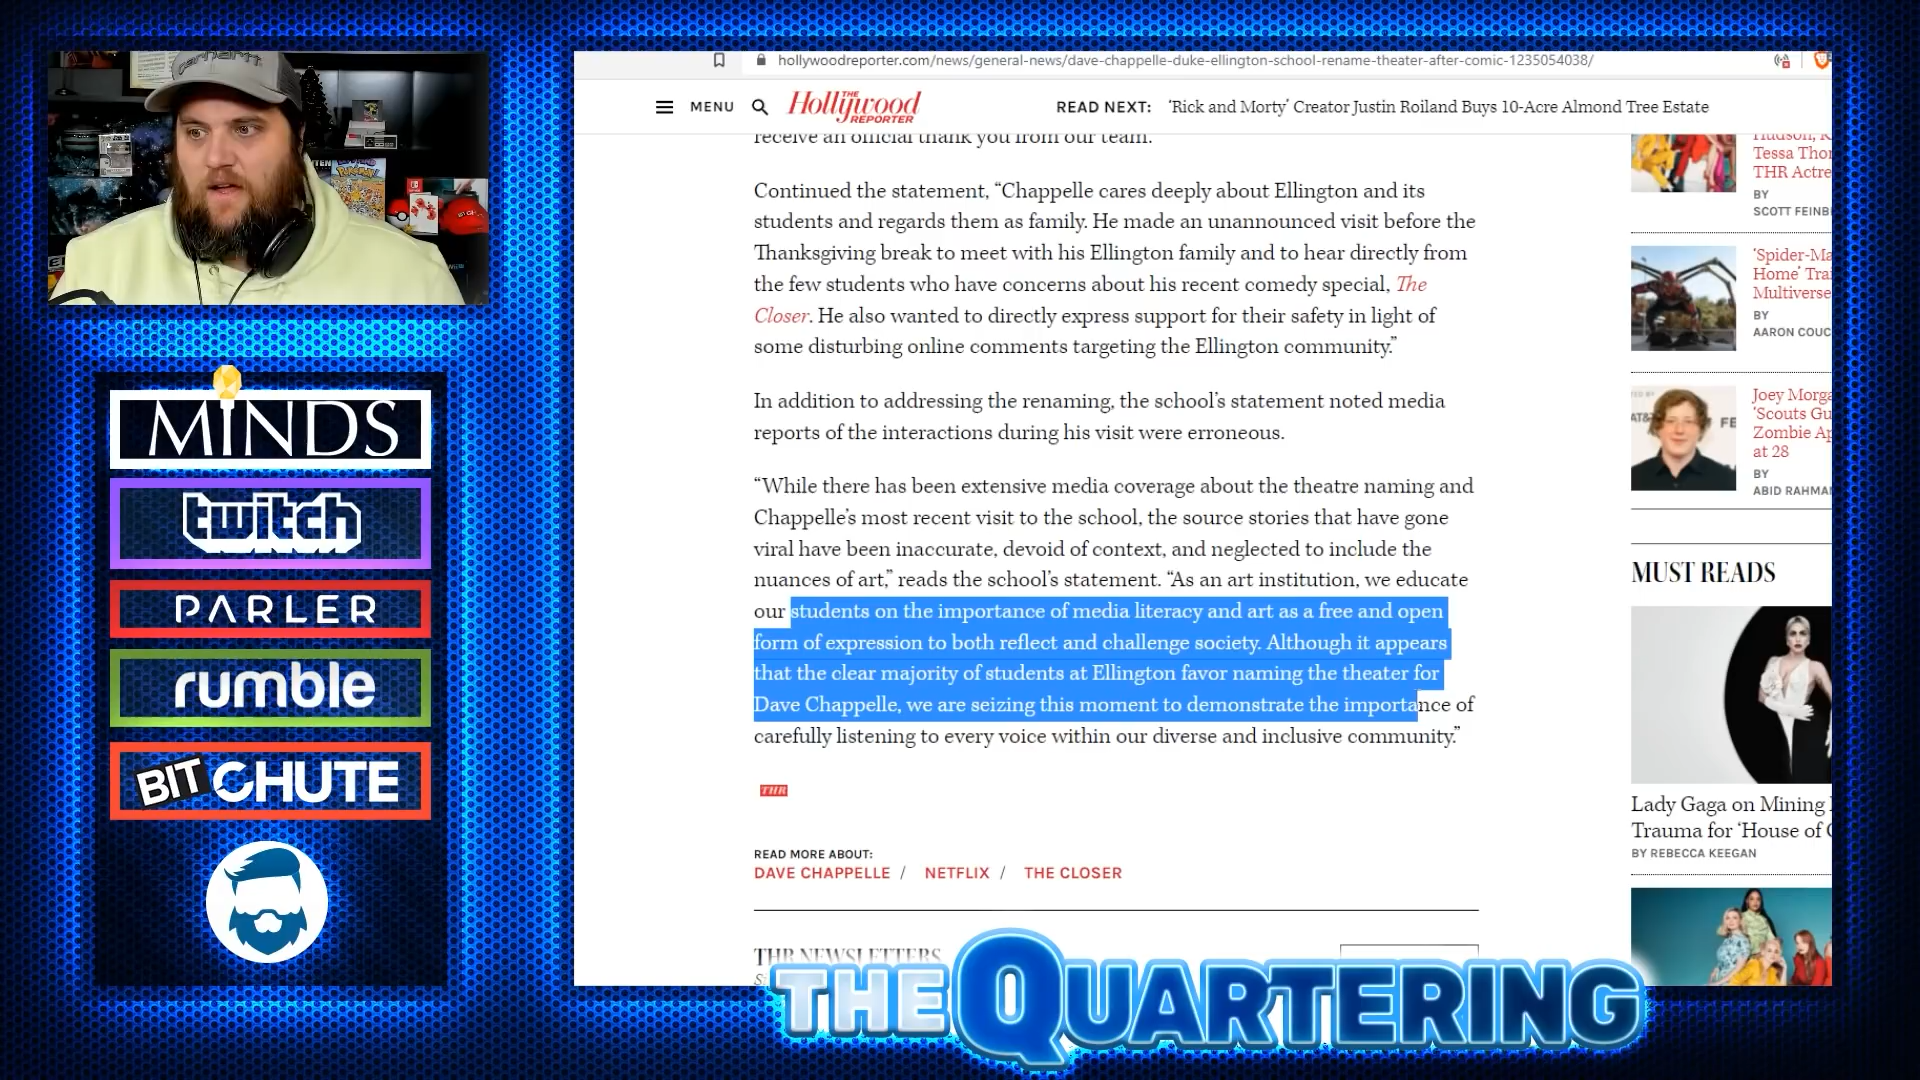 hollywoodreporter.com/news/general-news/dave-chappelle-duke-ellington-school-rename-theater-after-comic-1235054038/
MENU
THE
Hollywood
REPORTER
READ NEXT: ‘Rick and Morty’ Creator Justin Roiland Buys 10-Acre Almond Tree Estate
receive an official thank you from our team.
Continued the statement, “Chappelle cares deeply about Ellington and its
students and regards them as family. He made an unannounced visit before the
Thanksgiving break to meet with his Ellington family and to hear directly from
the few students who have concerns about his recent comedy special, The
Closer. He also wanted to directly express support for their safety in light of
some disturbing online comments targeting the Ellington community.”
In addition to addressing the renaming, the school’s statement noted media
reports of the interactions during his visit were erroneous.
“While there has been extensive media coverage about the theatre naming and
Chappelle’s most recent visit to the school, the source stories that have gone
viral have been inaccurate, devoid of context, and neglected to include the
nuances of art,” reads the school’s statement. “As an art institution, we educate
our students on the importance of media literacy and art as a free and open
form of expression to both reflect and challenge society. Although it appears
that the clear majority of students at Ellington favor naming the theater for
Dave Chappelle, we are seizing this moment to demonstrate the importance of
carefully listening to every voice within our diverse and inclusive community.”
THR
READ MORE ABOUT:
DAVE CHAPPELLE / NETFLIX / THE CLOSER
THR NEWSLETTERS
Hudson,
Tessa
THR
BY
SCOTT
Home’
Multiverse
BY
AARON
Joey
‘Scouts
Zombie
at 28
BY
ABID
MUST READS
Lady Gaga on Mining
Trauma for ‘House of
BY REBECCA KEEGAN
MINDS
twitch
PARLER
rumble
BITCHUTE
THE QUARTERING